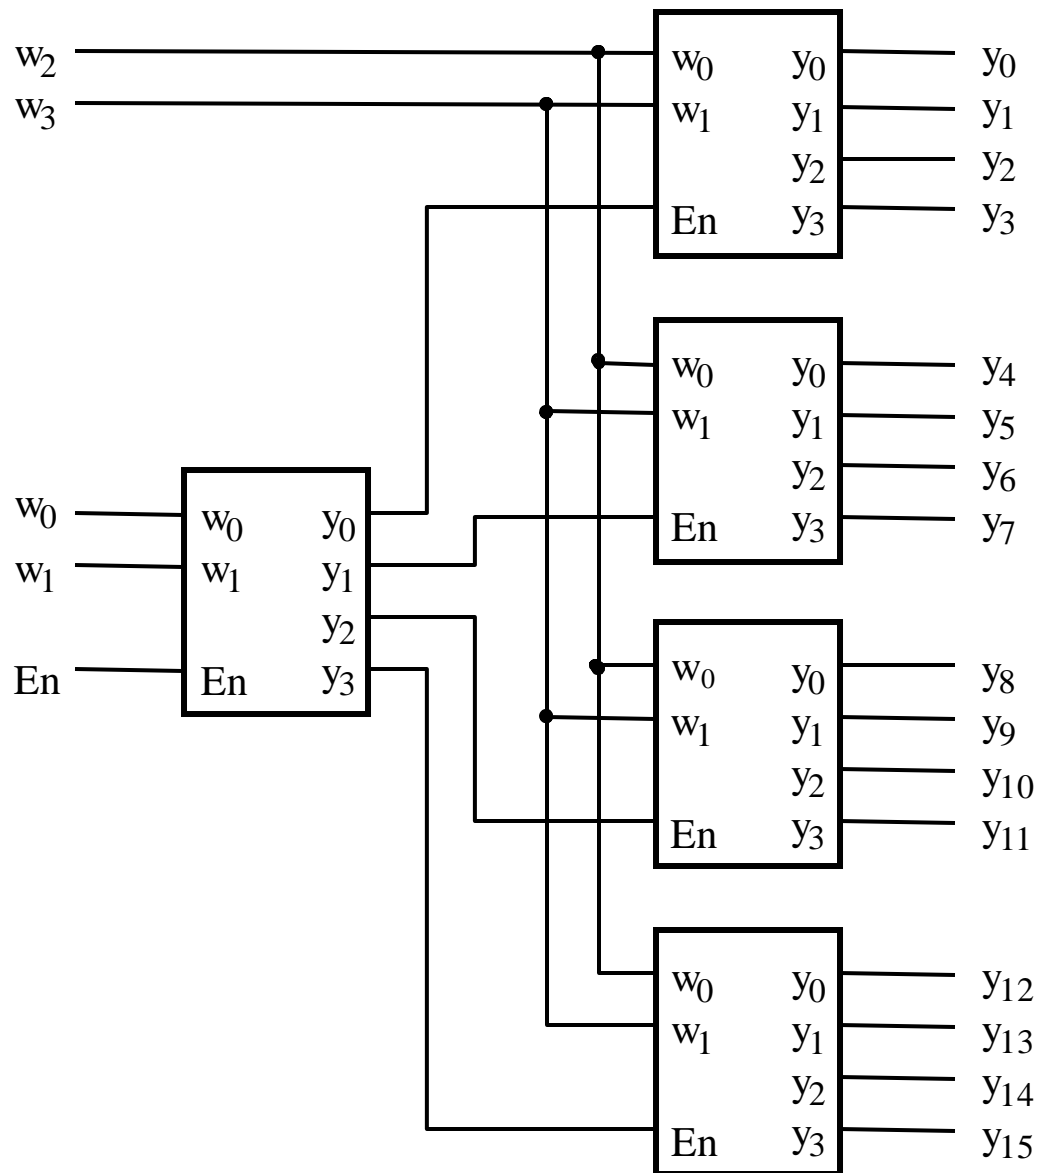 w2 w0 y0 y0
w3 w1 y1 y1
y2 y2
En y3 y3
w0 y0 y4
w1 y1 y5
y2 y6
En y3 y7
w0 w0 y0
w1 w1 y1
y2
En En y3
w0 y0 y8
w1 y1 y9
y2 y10
En y3 y11
w0 y0 y12
w1 y1 y13
y2 y14
En y3 y15